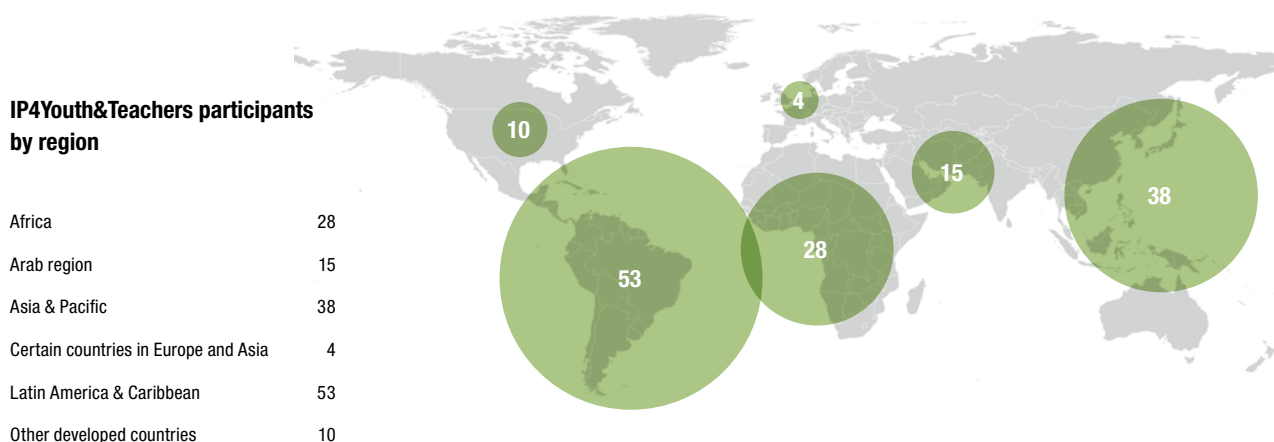 IP4Youth&Teachers participants
by region
Africa 28
Arab region 15
Asia & Pacific 38
Certain countries in Europe and Asia 4
Latin America & Caribbean 53
Other developed countries 10
10
4
15
38
28
53